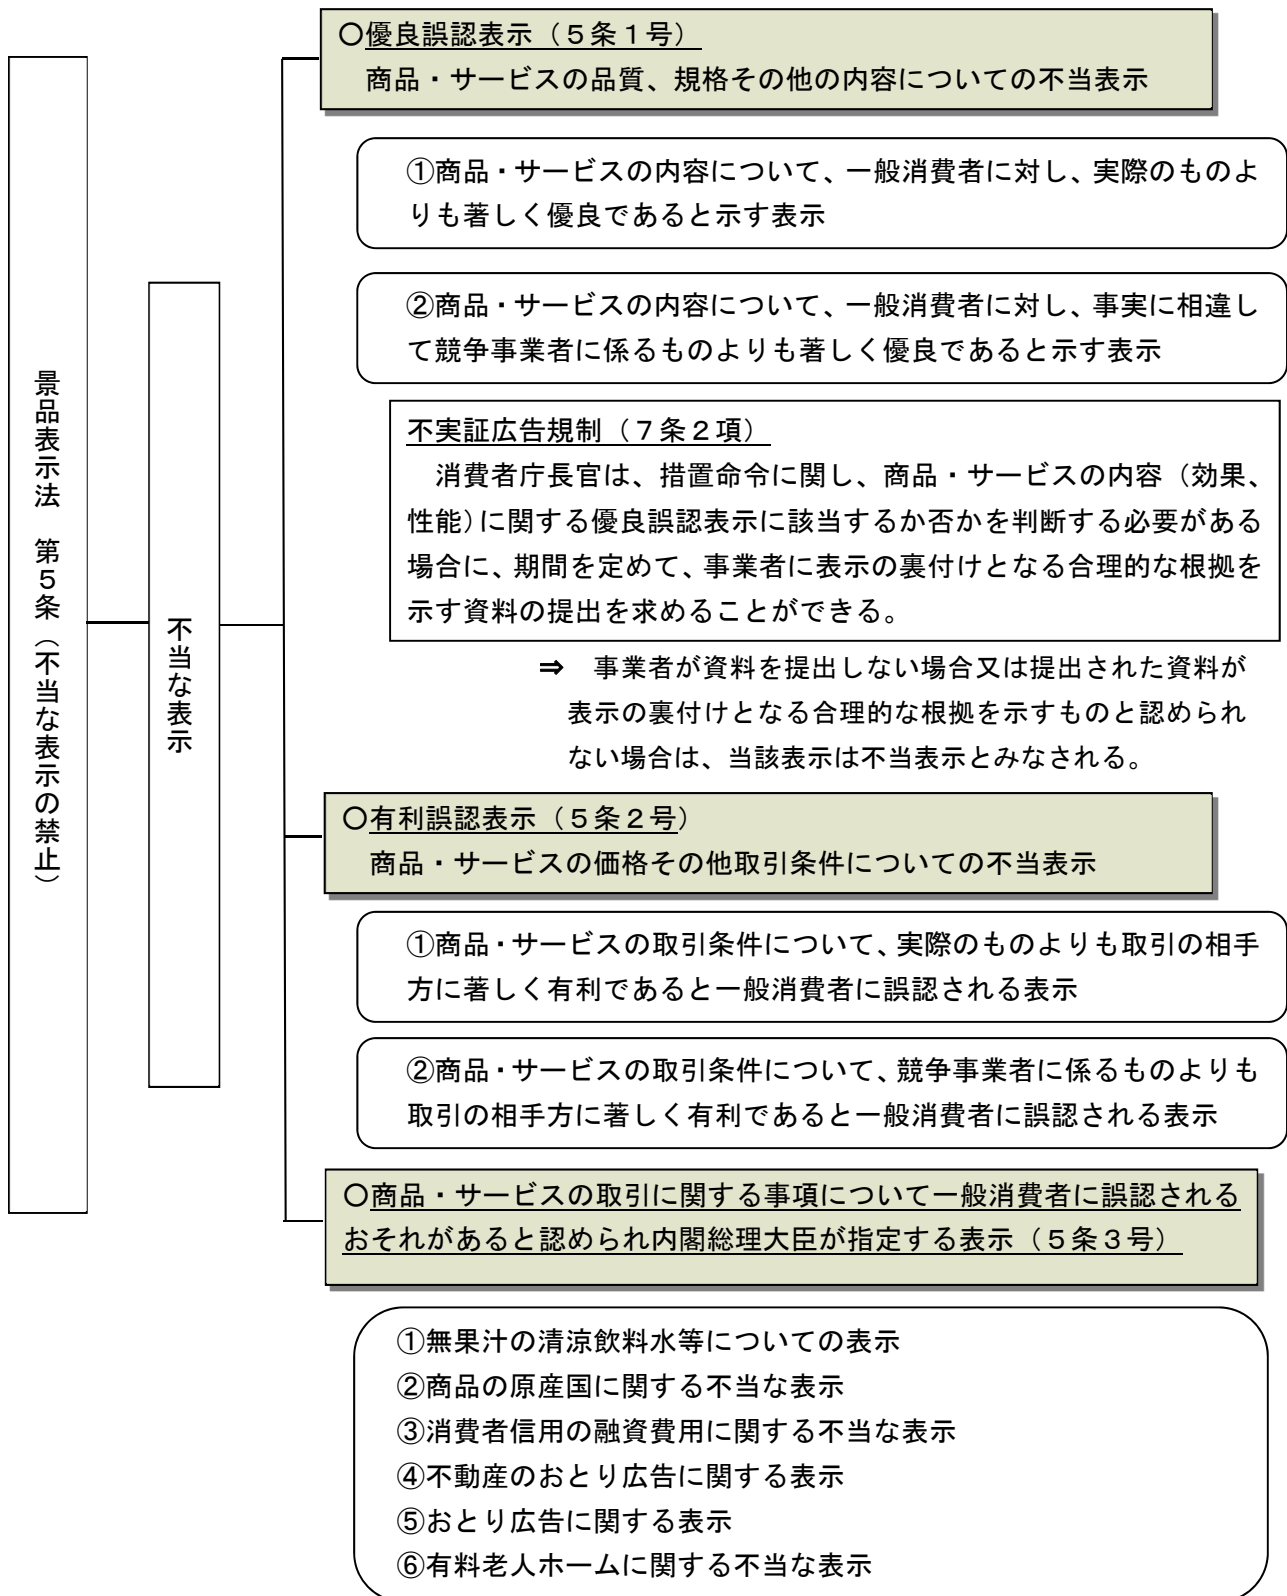 景品表示法 第5条(不当な表示の禁止)
不当な表示
○優良誤認表示(5条1号)
商品・サービスの品質、規格その他の内容についての不当表示
①商品・サービスの内容について、一般消費者に対し、実際のものよ
りも著しく優良であると示す表示
②商品・サービスの内容について、一般消費者に対し、事実に相違し
て競争事業者に係るものよりも著しく優良であると示す表示
不実証広告規制(7条2項)
消費者庁長官は、措置命令に関し、商品・サービスの内容(効果、
性能)に関する優良誤認表示に該当するか否かを判断する必要がある
場合に、期間を定めて、事業者に表示の裏付けとなる合理的な根拠を
示す資料の提出を求めることができる。
⇒ 事業者が資料を提出しない場合又は提出された資料が
表示の裏付けとなる合理的な根拠を示すものと認められ
ない場合は、当該表示は不当表示とみなされる。
○有利誤認表示(5条2号)
商品・サービスの価格その他取引条件についての不当表示
①商品・サービスの取引条件について、実際のものよりも取引の相手
方に著しく有利であると一般消費者に誤認される表示
②商品・サービスの取引条件について、競争事業者に係るものよりも
取引の相手方に著しく有利であると一般消費者に誤認される表示
○商品・サービスの取引に関する事項について一般消費者に誤認される
おそれがあると認められ内閣総理大臣が指定する表示(5条3号)
①無果汁の清涼飲料水等についての表示
②商品の原産国に関する不当な表示
③消費者信用の融資費用に関する不当な表示
④不動産のおとり広告に関する表示
⑤おとり広告に関する表示
⑥有料老人ホームに関する不当な表示